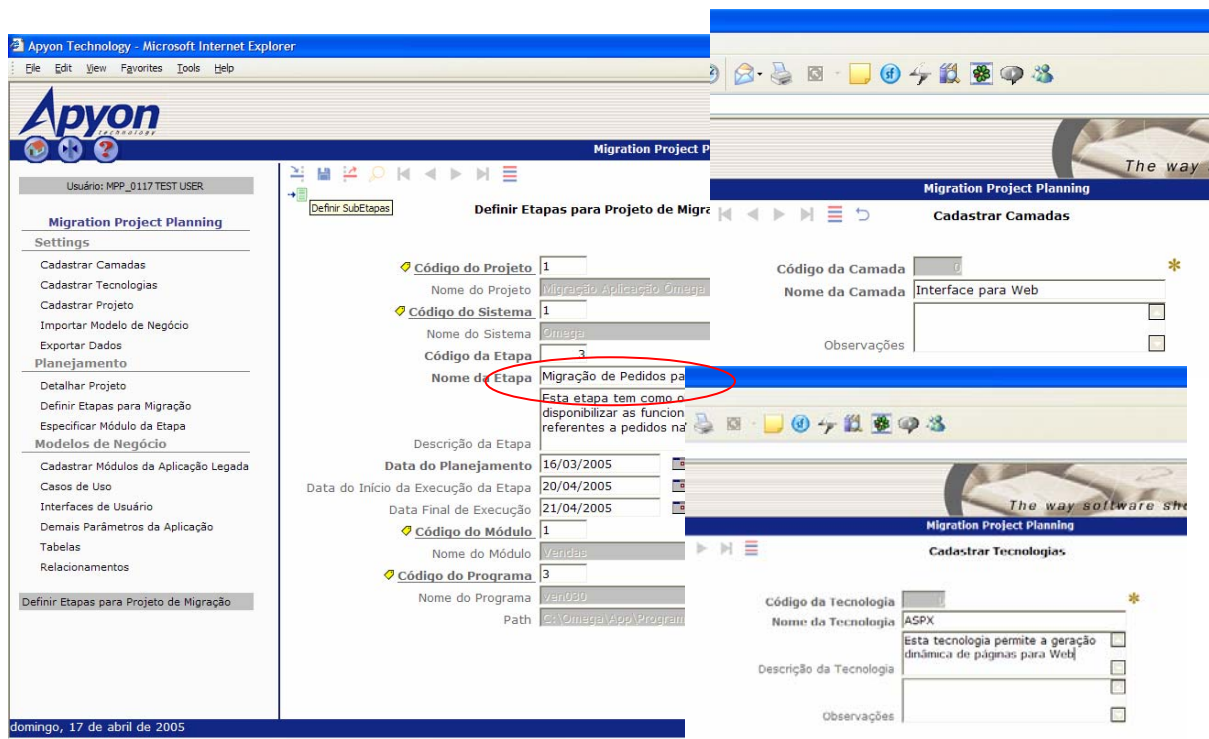 Apyon Technology - Microsoft Internet Explorer
File Edit View Favorites Tools Help
Apyon
technology
Migration Project P
Usuário: MPP_0117 TEST USER
Migration Project Planning
Settings
Cadastrar Camadas
Cadastrar Tecnologias
Cadastrar Projeto
Importar Modelo de Negócio
Exportar Dados
Planejamento
Detalhar Projeto
Definir Etapas para Migração
Especificar Módulo da Etapa
Modelos de Negócio
Cadastrar Módulos da Aplicação Legada
Casos de Uso
Interfaces de Usuário
Demais Parâmetros da Aplicação
Tabelas
Relacionamentos
Definir Etapas para Projeto de Migração
domingo, 17 de abril de 2005
Definir SubEtapas
Definir Etapas para Projeto de Migra
Código do Projeto 1
Nome do Projeto Migração Aplicação Ômega
Código do Sistema 1
Nome do Sistema Omega
Código da Etapa 3
Nome da Etapa Migração de Pedidos pa
Esta etapa tem como o
disponibilizar as funcion
referentes a pedidos na
Descrição da Etapa
Data do Planejamento 16/03/2005
Data do Início da Execução da Etapa 20/04/2005
Data Final de Execução 21/04/2005
Código do Módulo 1
Nome do Módulo Vendas
Código do Programa 3
Nome do Programa ven030
Path C:\Omega\App\Program
The way
Migration Project Planning
Cadastrar Camadas
Código da Camada 0
Nome da Camada Interface para Web
Observações
The way software sho
Migration Project Planning
Cadastrar Tecnologias
Código da Tecnologia 0
Nome da Tecnologia ASPX
Esta tecnologia permite a geração
dinâmica de páginas para Web
Descrição da Tecnologia
Observações